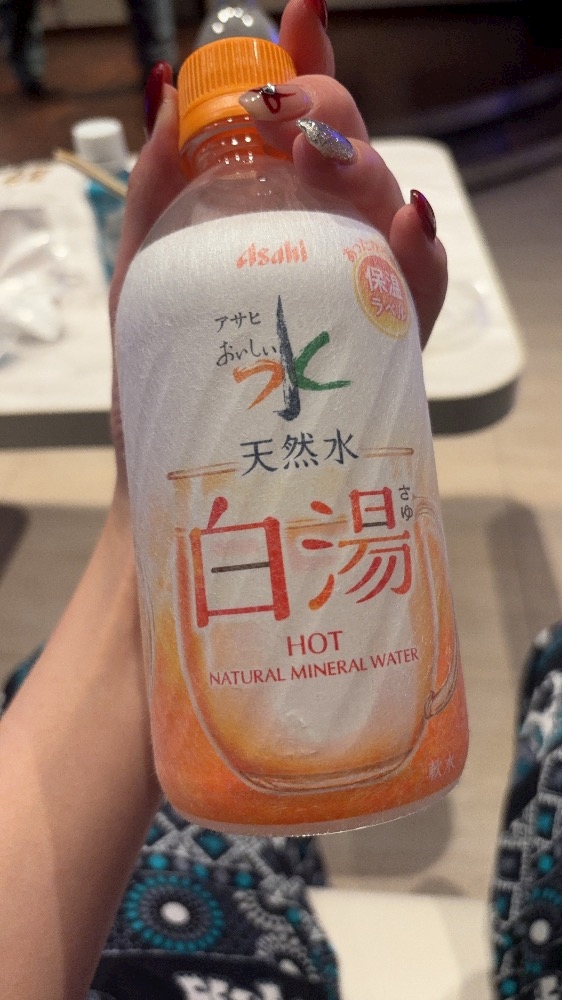 Asahi
保温
ラベル
アサヒ
おいしい
水
天然水
白湯
さゆ
HOT
NATURAL MINERAL WATER
軟水